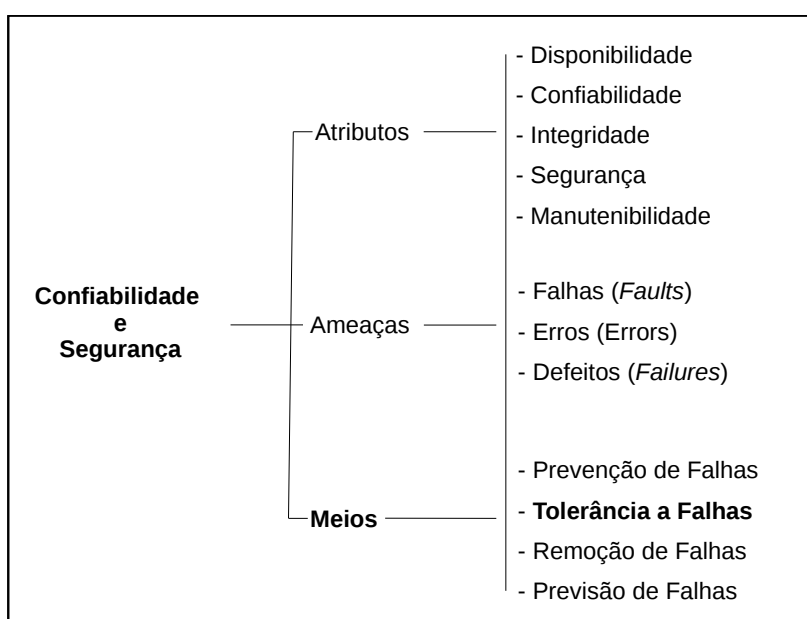 Confiabilidade
e
Segurança
Atributos
- Disponibilidade
- Confiabilidade
- Integridade
- Segurança
- Manutenibilidade
Ameaças
- Falhas (Faults)
- Erros (Errors)
- Defeitos (Failures)
Meios
- Prevenção de Falhas
- Tolerância a Falhas
- Remoção de Falhas
- Previsão de Falhas